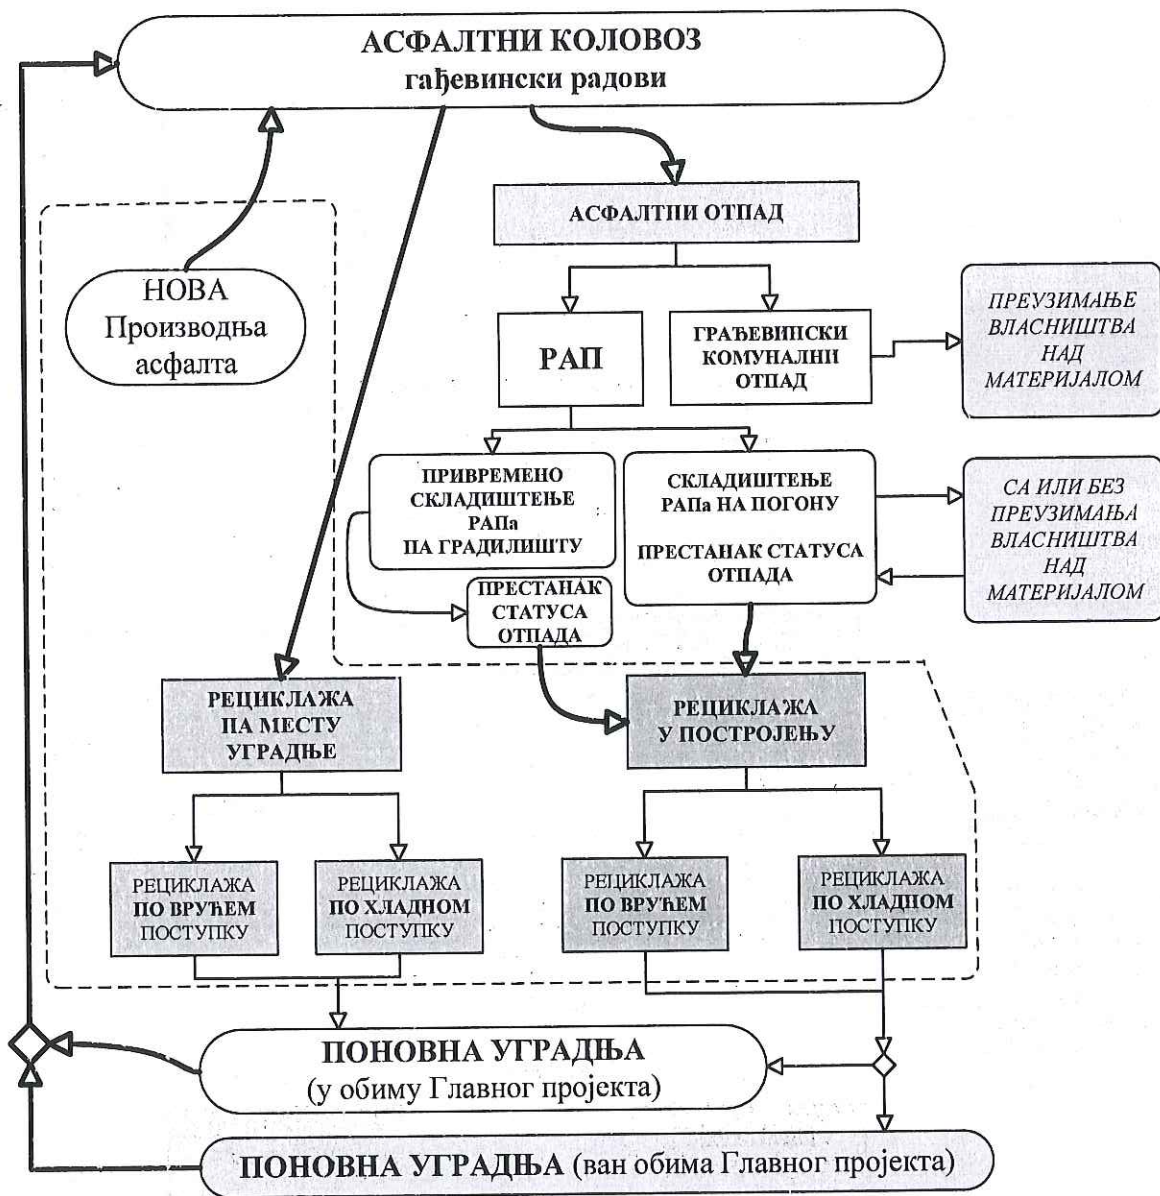 АСФАЛТНИ КОЛОВОЗ
гађевински радови
АСФАЛТПИ ОТПАД
НОВА
Производња
асфалта
РАП
ГРАЂЕВИПСКИ
КОМУНАЛНИ
ОТПАД
ПРЕУЗИМАЊЕ
ВЛАСНИШТВА
НАД
МАТЕРИЈАЛОМ
ПРИВРЕМЕНО
СКЛАДИШТЕЊЕ
РАПа
ПА ГРАДИЛИШТУ
СКЛАДИШТЕЊЕ
РАПа НА ПОГОНУ
ПРЕСТАНАК СТАТУСА
ОТПАДА
СА ИЛИ БЕЗ
ПРЕУЗИМАЊА
ВЛАСНИШТВА
НАД
МАТЕРИЈАЛОМ
ПРЕСТАНАК
СТАТУСА
ОТПАДА
РЕЦИКЛАЖА
ПА МЕСТУ
УГРАДЊЕ
РЕЦИКЛАЖА
У ПОСТРОЈЕЊУ
РЕЦИКЛАЖА
ПО ВРУЋЕМ
ПОСТУПКУ
РЕЦИКЛАЖА
ПО ХЛАДНОМ
ПОСТУПКУ
РЕЦИКЛАЖА
ПО ВРУЋЕМ
ПОСТУПКУ
РЕЦИКЛАЖА
ПО ХЛАДНОМ
ПОСТУПКУ
ПОНОВНА УГРАДЊА
(у обиму Главног пројекта)
ПОНОВНА УГРАДЊА (ван обима Главног пројекта)